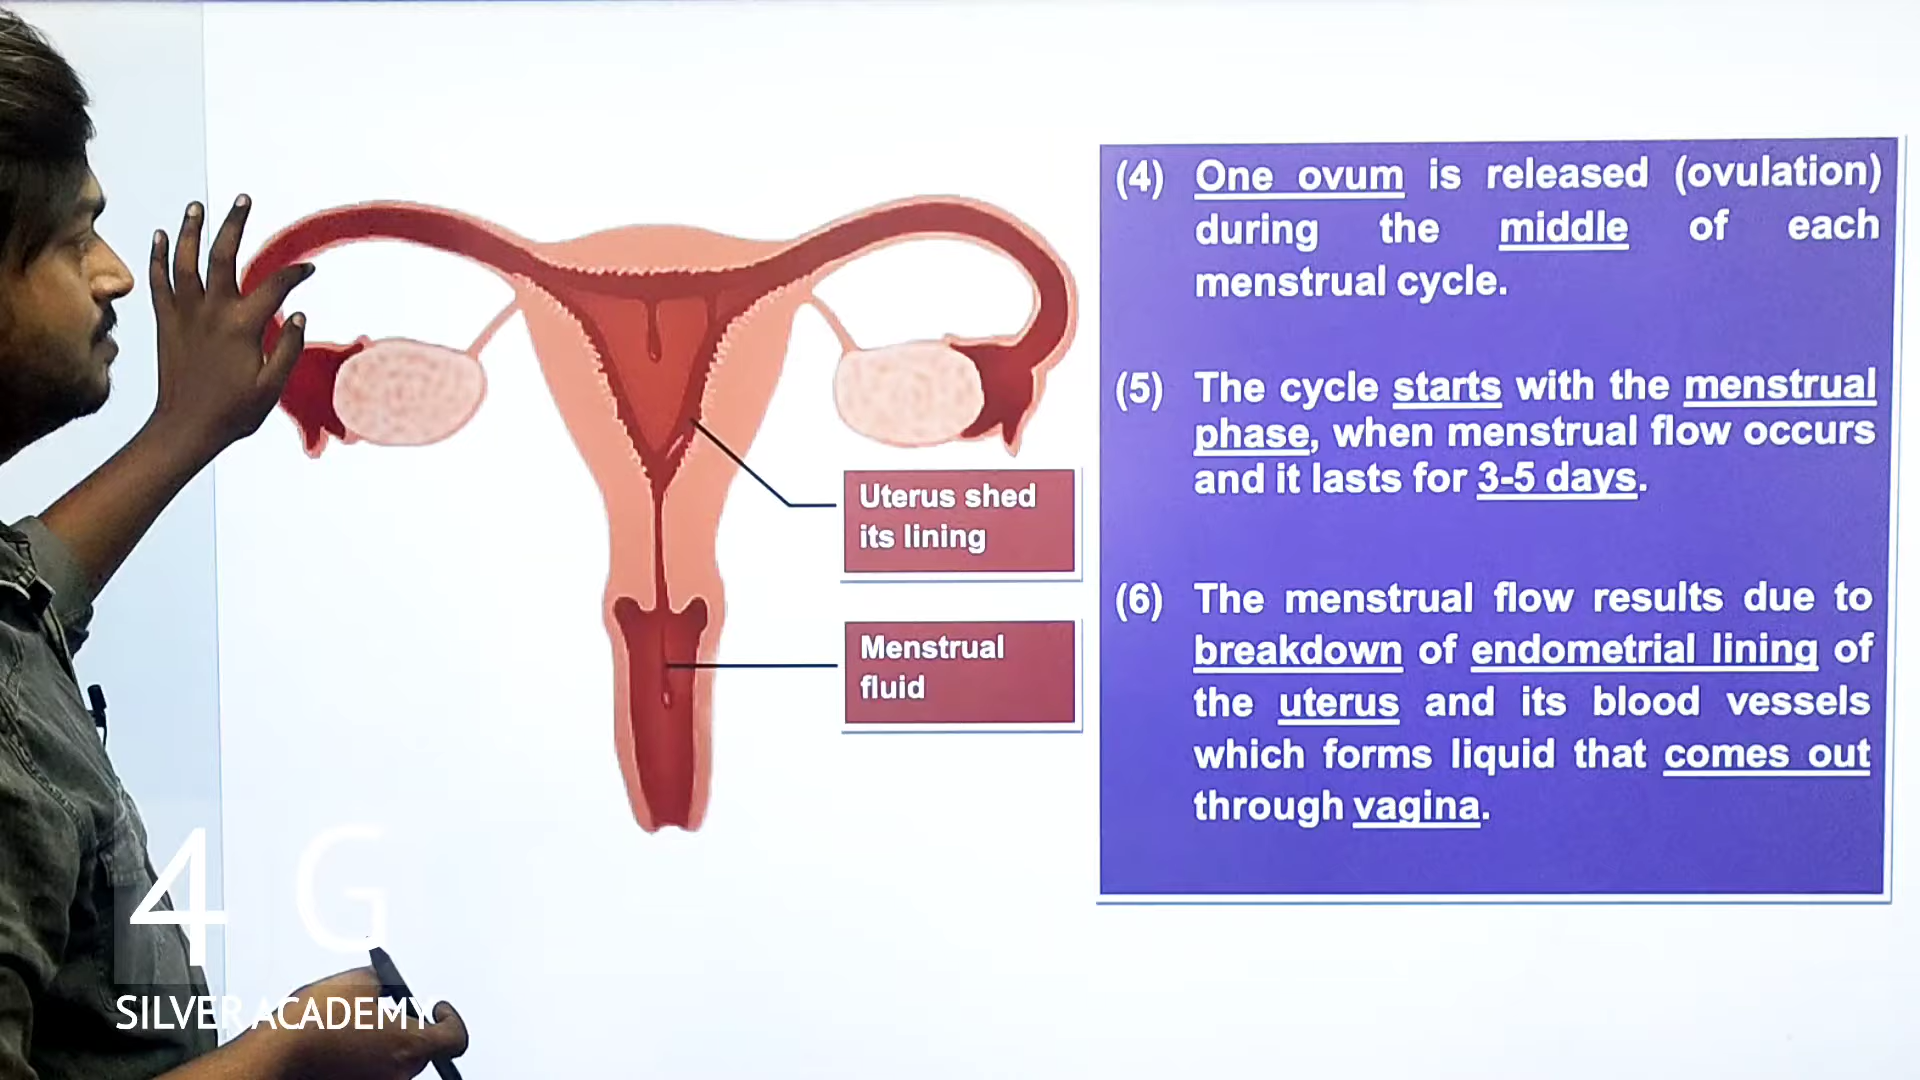 (4) One ovum is released (ovulation)
during the middle of each
menstrual cycle.
(5) The cycle starts with the menstrual
phase, when menstrual flow occurs
and it lasts for 3-5 days.
Uterus shed
its lining
(6) The menstrual flow results due to
breakdown of endometrial lining of
the uterus and its blood vessels
which forms liquid that comes out
through vagina.
Menstrual
fluid
4 G
SILVER ACADEMY